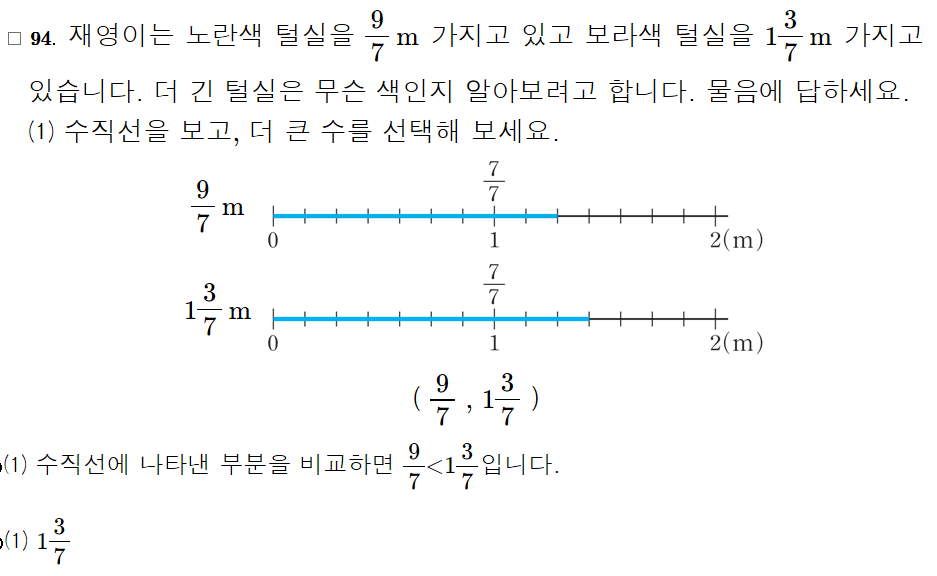 □ 94. 재영이는 노란색 털실을 9/7 m 가지고 있고 보라색 털실을 1 3/7 m 가지고
있습니다. 더 긴 털실은 무슨 색인지 알아보려고 합니다. 물음에 답하세요.
(1) 수직선을 보고, 더 큰 수를 선택해 보세요.
7/7
9/7 m
0 1 2(m)
7/7
1 3/7 m
0 1 2(m)
( 9/7 , 1 3/7 )
(1) 수직선에 나타낸 부분을 비교하면 9/7<1 3/7입니다.
(1) 1 3/7